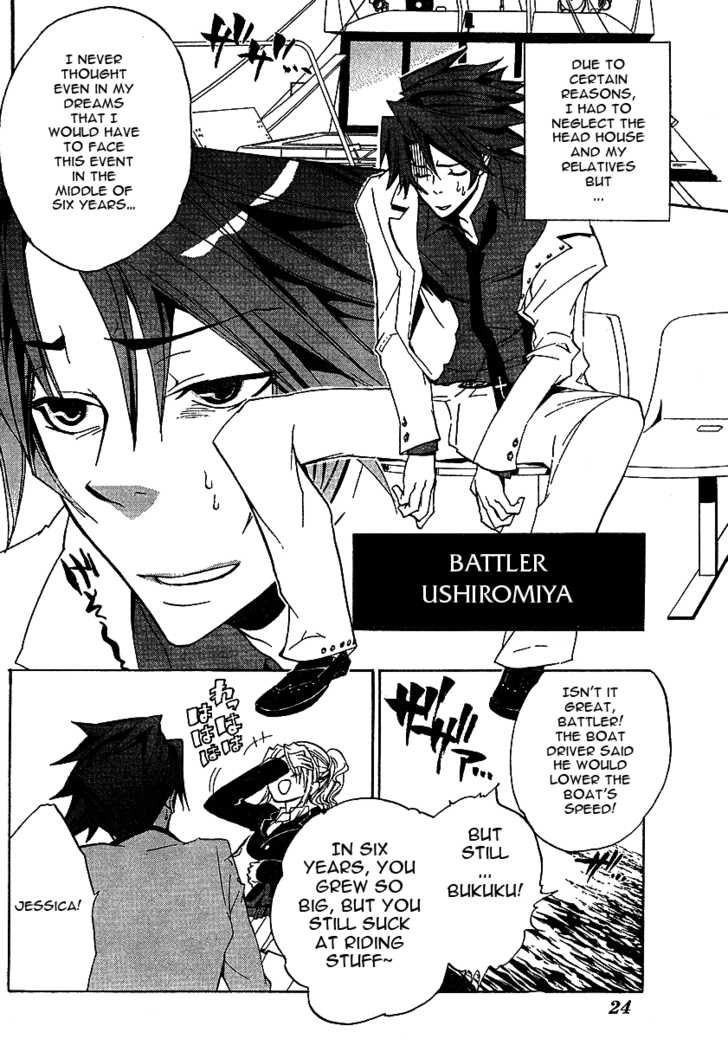 DUE TO
CERTAIN
REASONS,
I HAD TO
NEGLECT THE
HEAD HOUSE
AND MY
RELATIVES
BUT
...
I NEVER
THOUGHT
EVEN IN MY
DREAMS
THAT I
WOULD HAVE
TO FACE
THIS EVENT
IN THE
MIDDLE OF
SIX YEARS...
BATTLER
USHIROMIYA
ISN'T IT
GREAT,
BATTLER!
THE BOAT
DRIVER SAID
HE WOULD
LOWER THE
BOAT'S
SPEED!
BUT
STILL
...
BUKUKU!
IN SIX
YEARS, YOU
GREW SO
BIG, BUT YOU
STILL SUCK
AT RIDING
STUFF~
わっ
ははは
ははは
JESSICA!
24